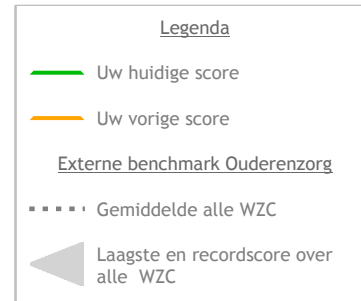 Legenda
Uw huidige score
Uw vorige score
Externe benchmark Ouderenzorg
Gemiddelde alle WZC
Laagste en recordscore over
alle WZC